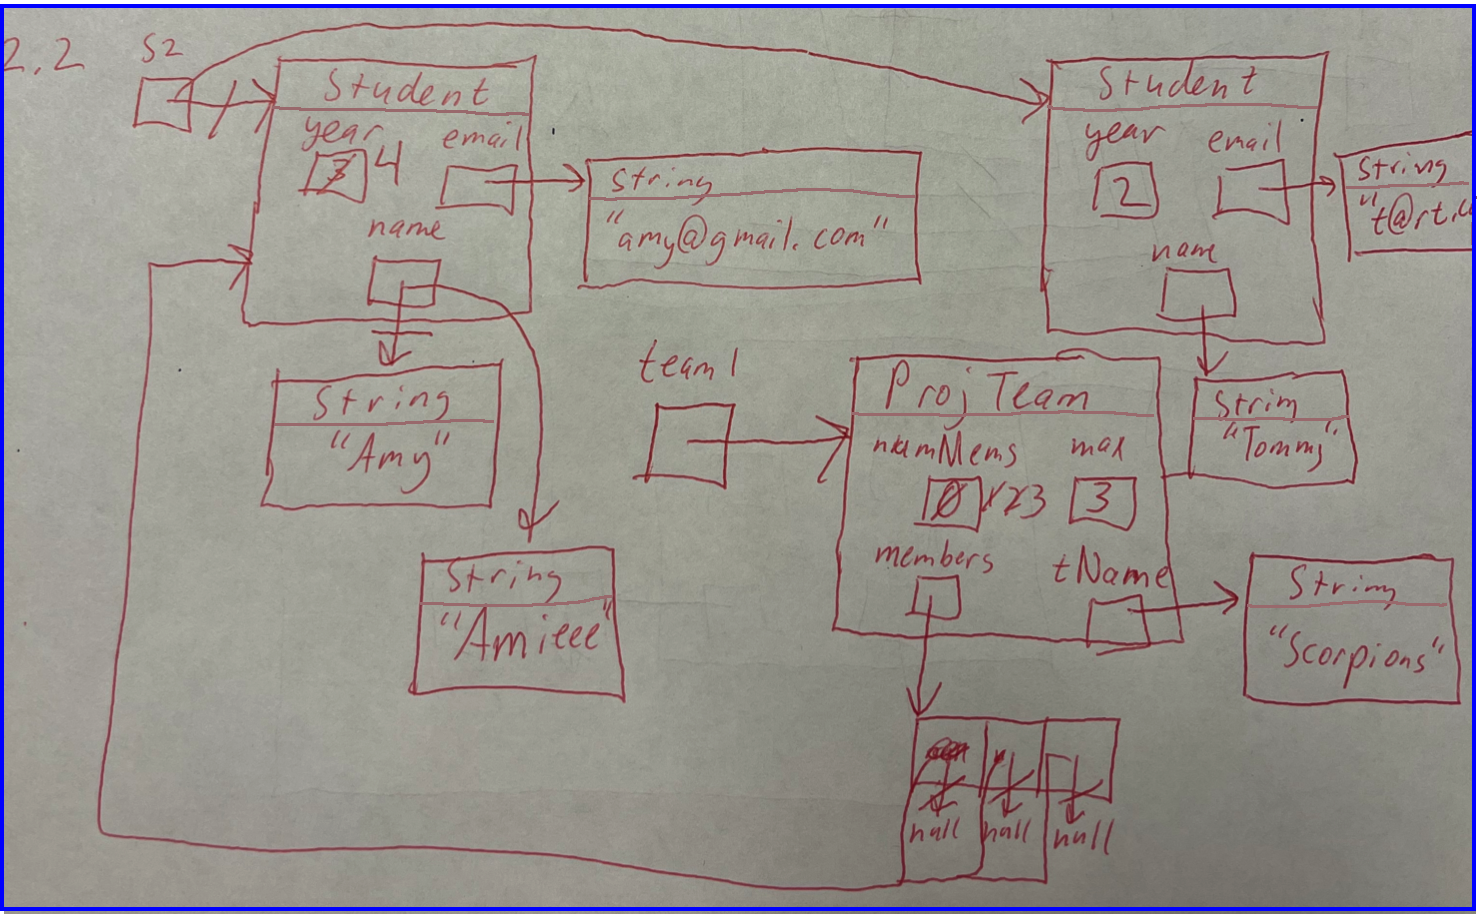 2.2
S2
Student
year
3 4
email
name
String
"amy@gmail.com"
String
"Amy"
String
"Amieee"
Student
year
2
email
name
String
"t@rt.c
Strin
"Tommy"
team1
ProjTeam
numMems
0 1 2 3
max
3
members
tName
String
"Scorpions"
null
null
null